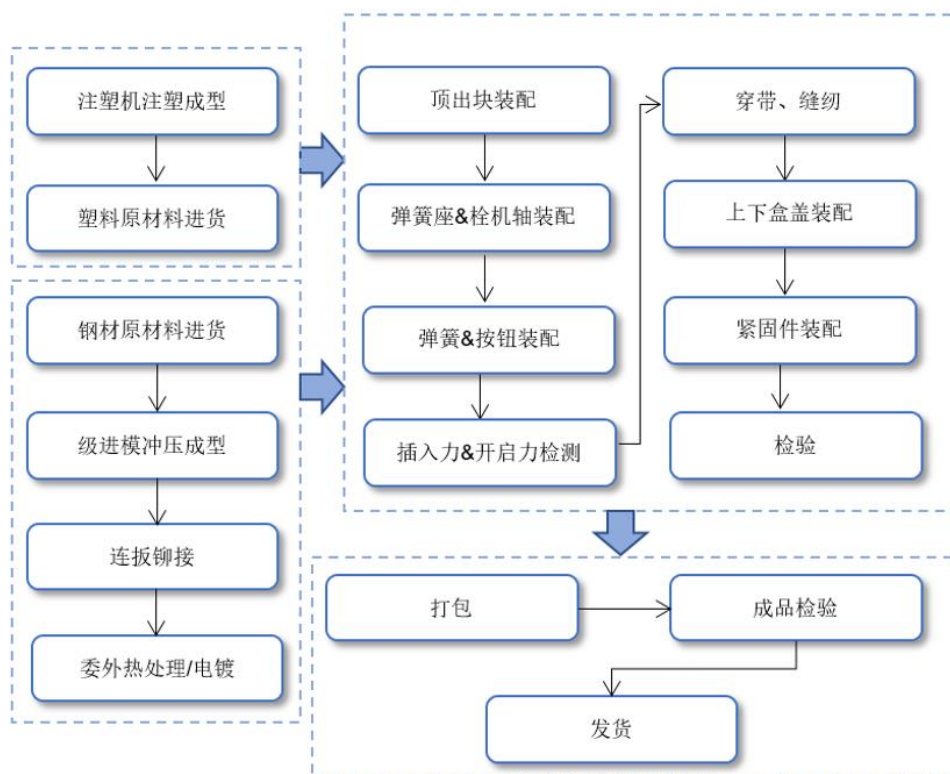 注塑机注塑成型
塑料原材料进货
钢材原材料进货
级进模冲压成型
连扳铆接
委外热处理/电镀
顶出块装配
弹簧座&栓机轴装配
弹簧&按钮装配
插入力&开启力检测
穿带、缝纫
上下盒盖装配
紧固件装配
检验
打包
成品检验
发货